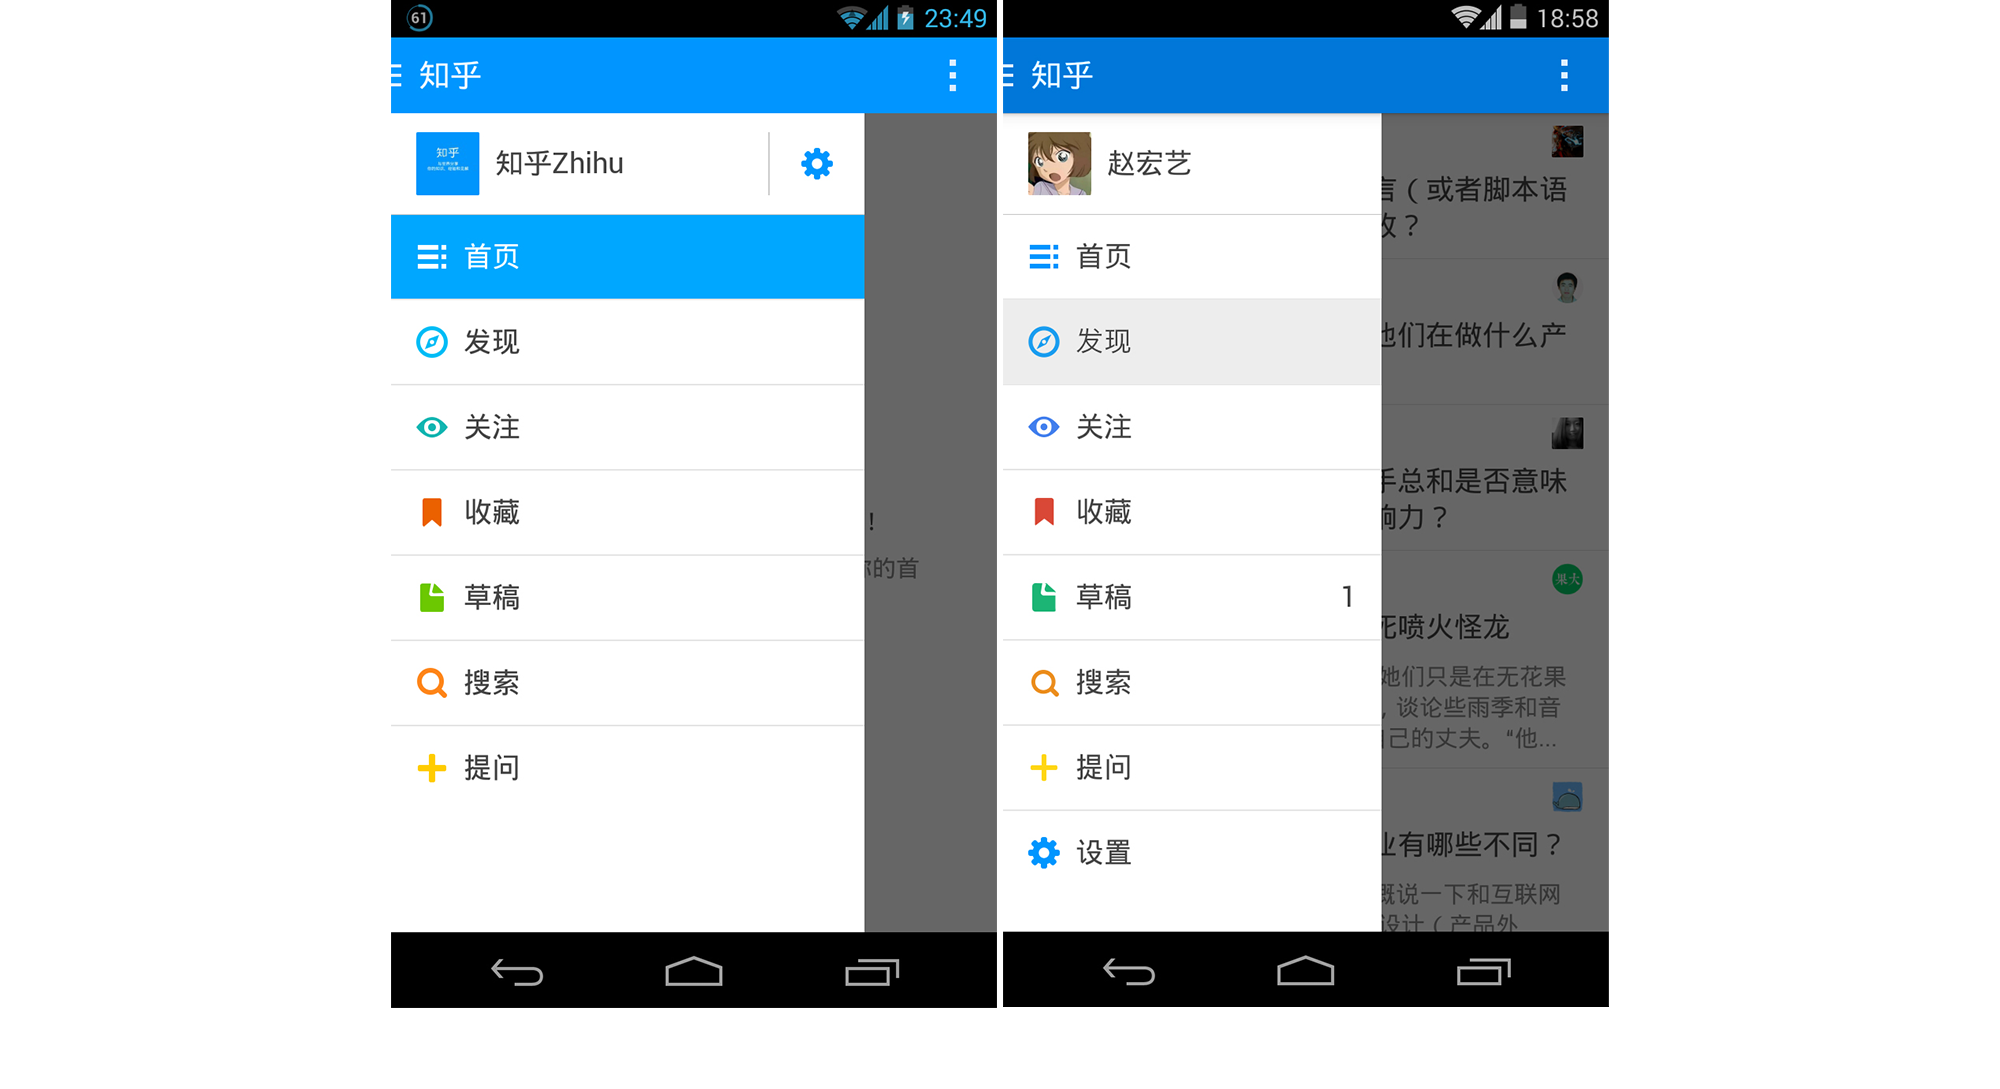 61
23:49
知乎
知乎
知乎Zhihu
首页
发现
关注
收藏
草稿
搜索
提问
!
你的首
18:58
知乎
赵宏艺
首页
发现
关注
收藏
草稿 1
搜索
提问
设置
言（或者脚本语
改？
他们在做什么产
手总和是否意味
响力？
果大
死喷火怪龙
她们只是在无花果
，谈论些雨季和音
自己的丈夫。“他...
业有哪些不同？
概说一下和互联网
设计（产品外